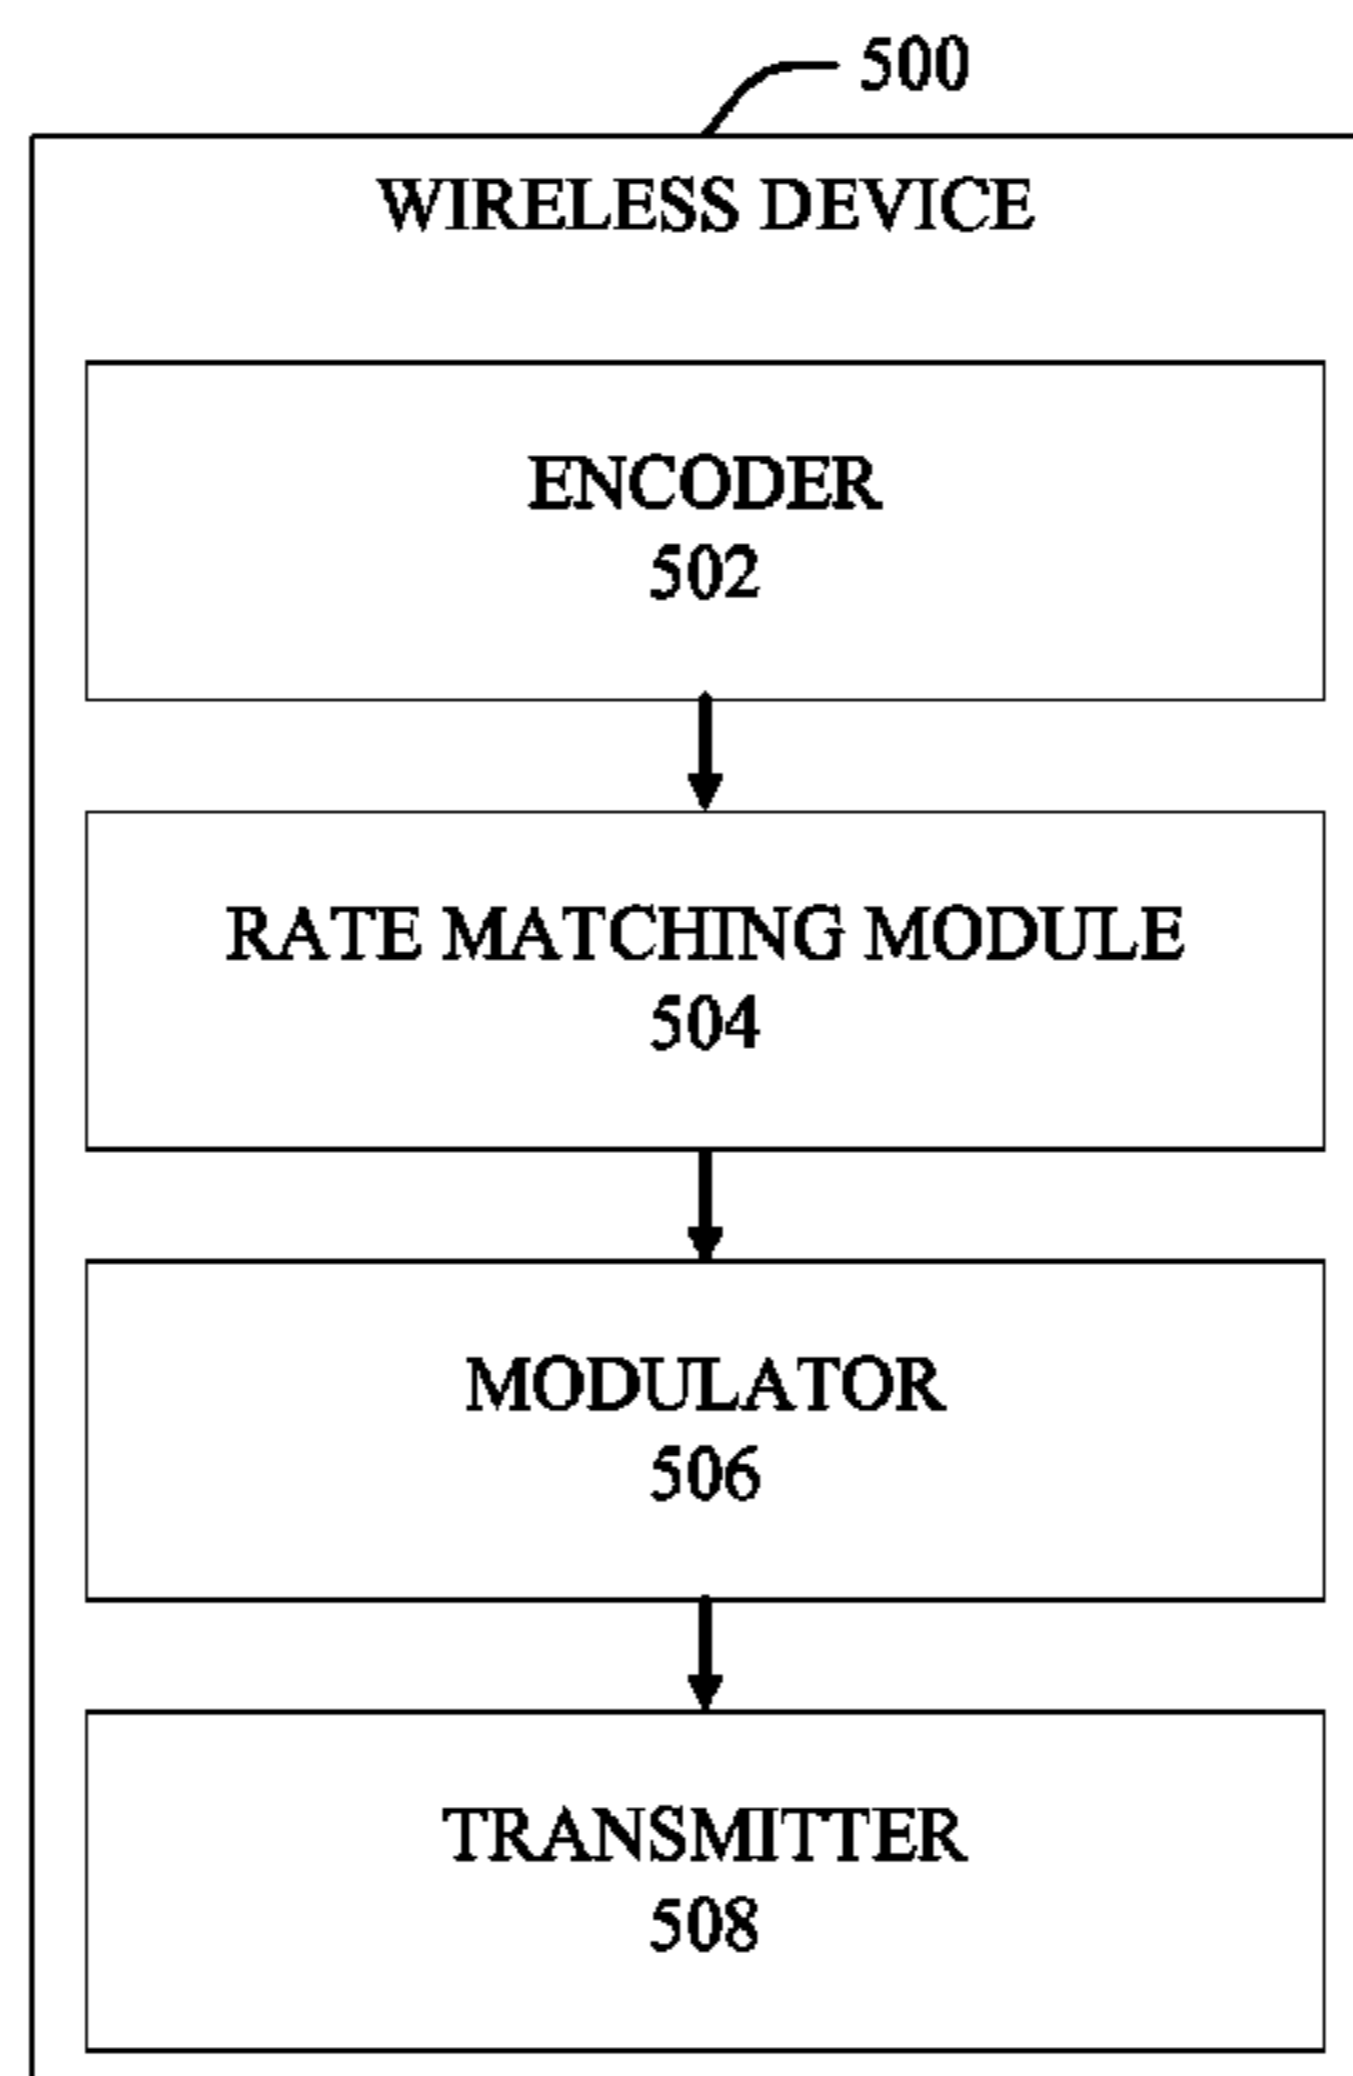 500
WIRELESS DEVICE
ENCODER
502
RATE MATCHING MODULE
504
MODULATOR
506
TRANSMITTER
508